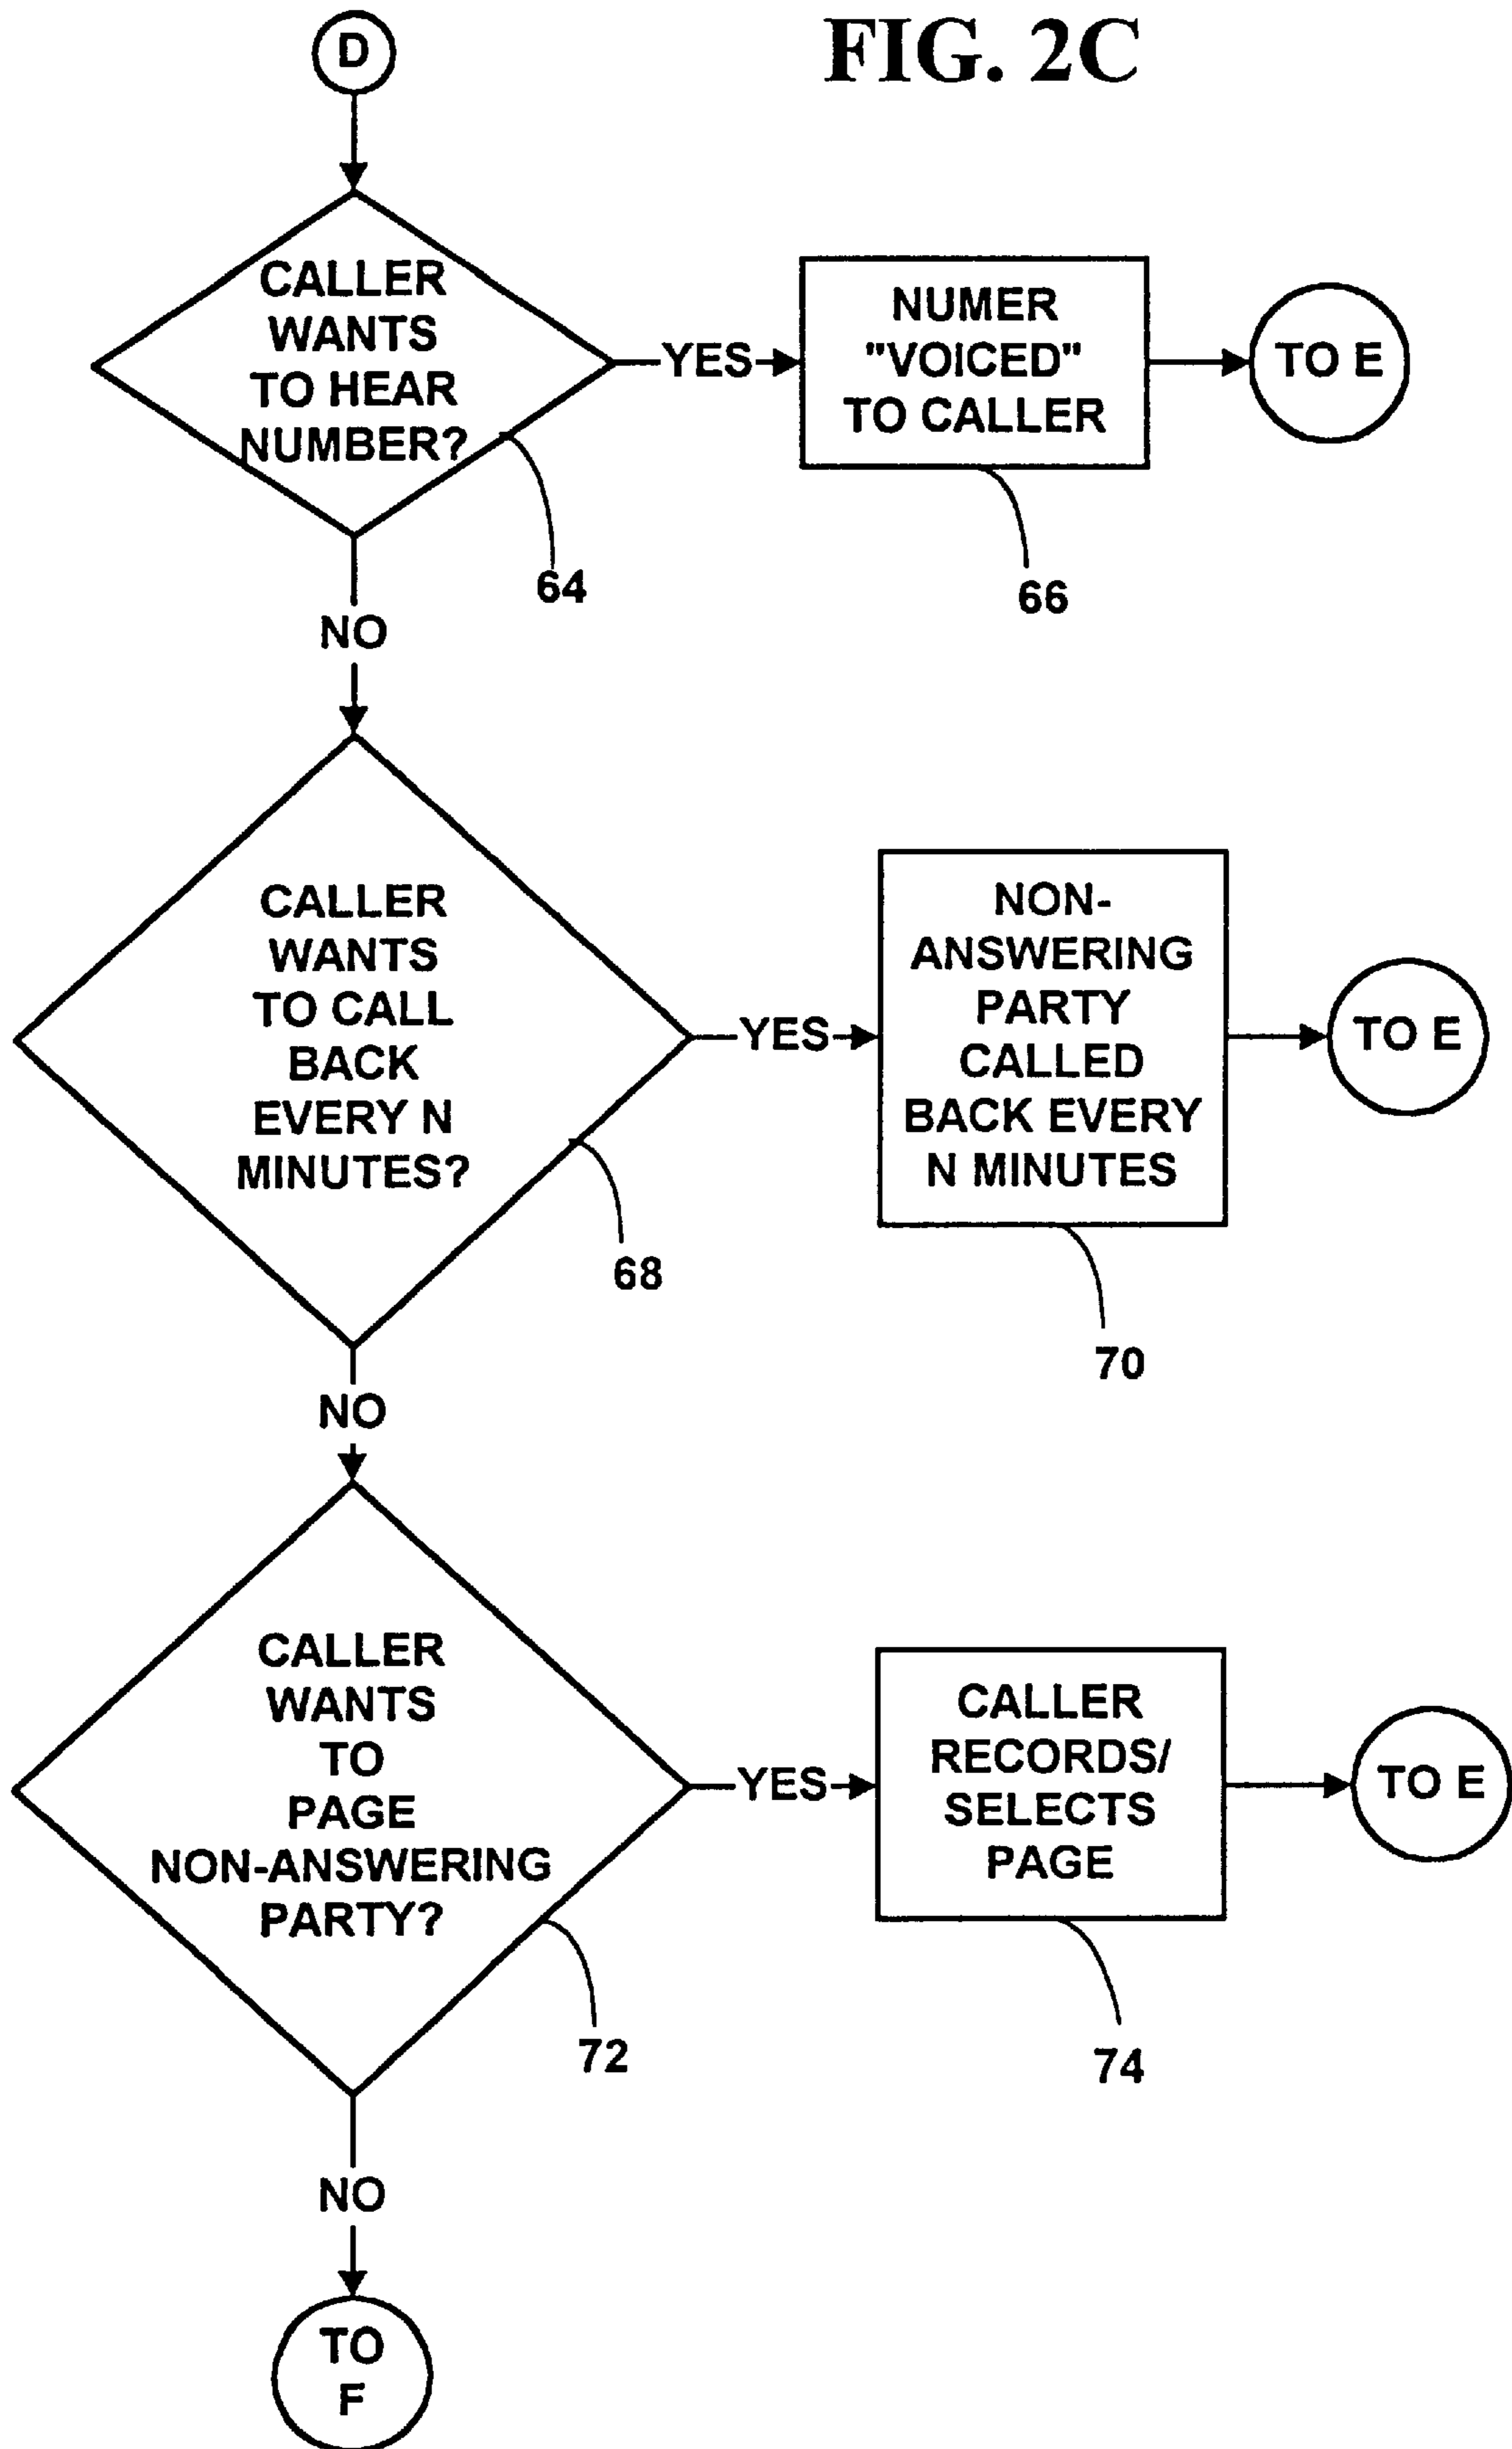 FIG. 2C
D
CALLER
WANTS
TO HEAR
NUMBER?
64
YES
NUMER
"VOICED"
TO CALLER
66
TO E
NO
CALLER
WANTS
TO CALL
BACK
EVERY N
MINUTES?
68
YES
NON-
ANSWERING
PARTY
CALLED
BACK EVERY
N MINUTES
70
TO E
NO
CALLER
WANTS
TO
PAGE
NON-ANSWERING
PARTY?
72
YES
CALLER
RECORDS/
SELECTS
PAGE
74
TO E
NO
TO
F